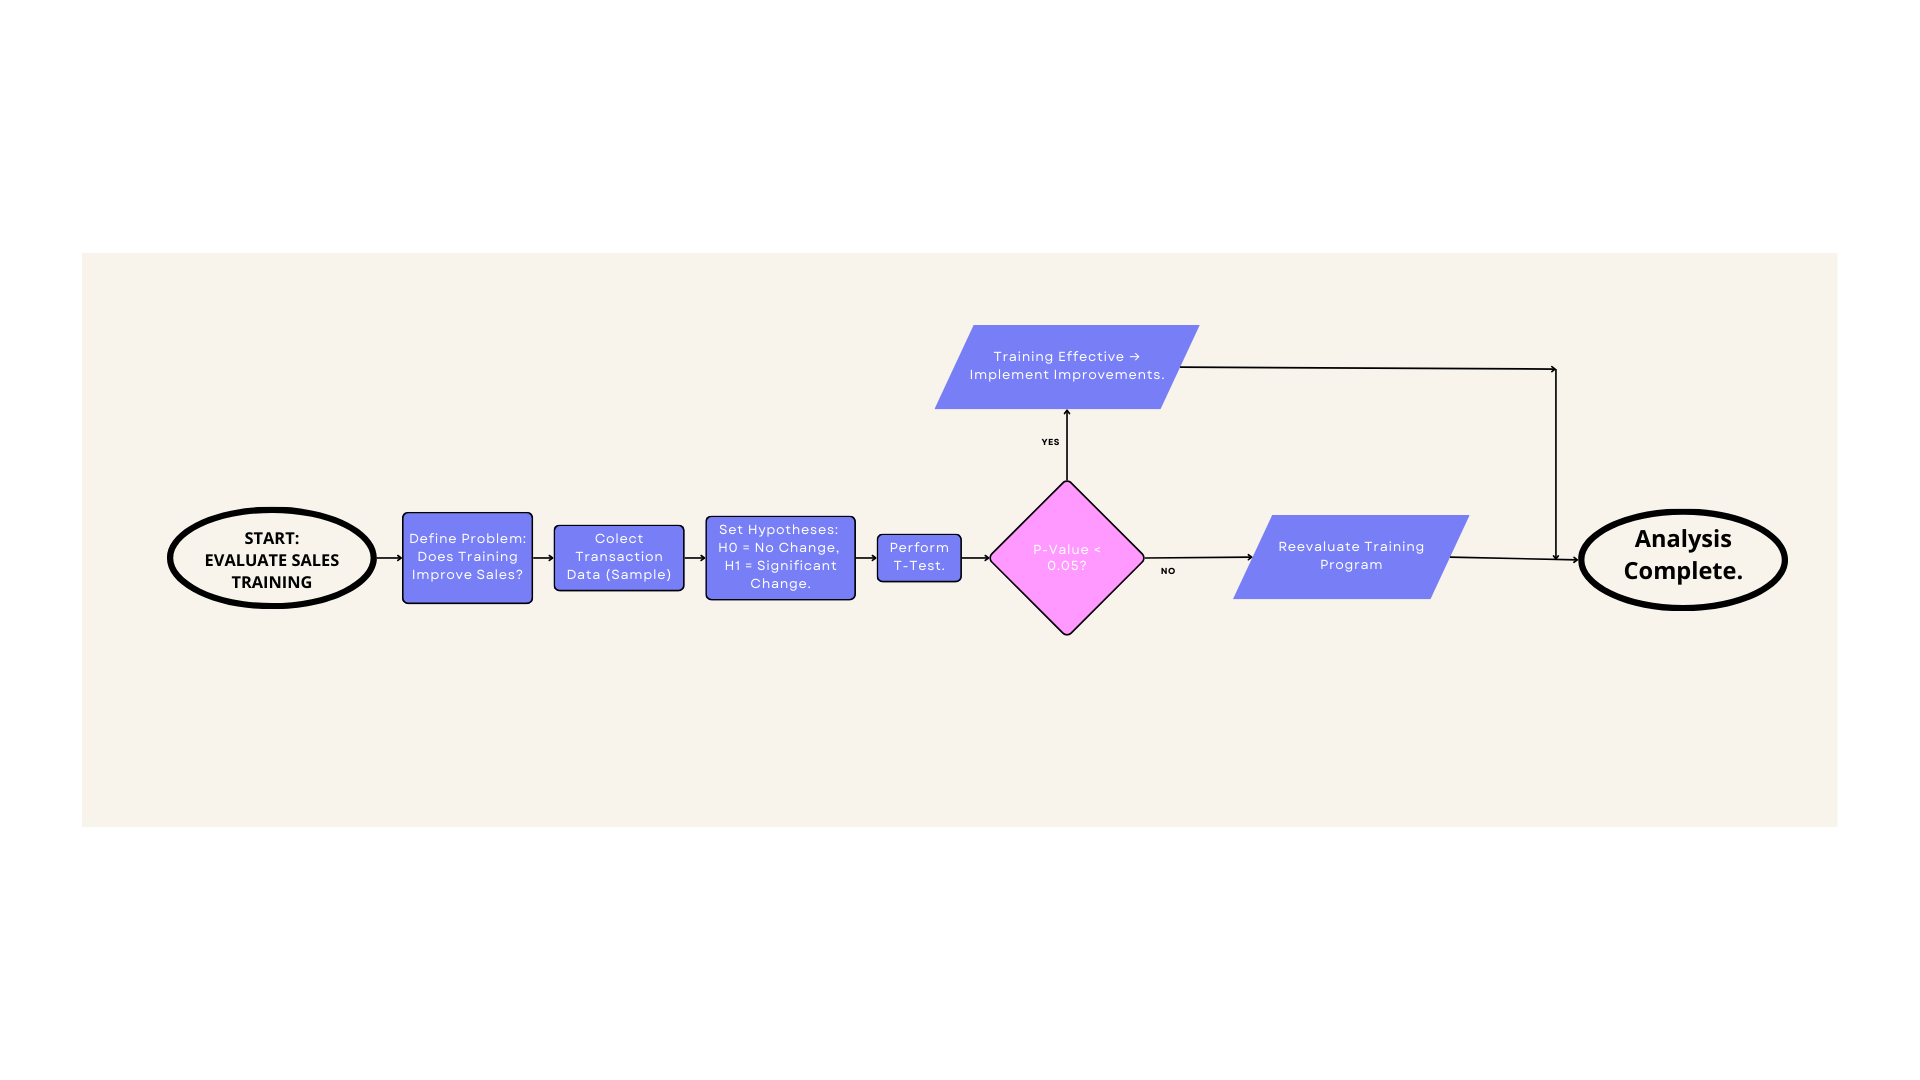 START:
EVALUATE SALES
TRAINING
Define Problem:
Does Training
Improve Sales?
Colect
Transaction
Data (Sample)
Set Hypotheses:
H0 = No Change,
H1 = Significant
Change.
Perform
T-Test.
P-Value <
0.05?
YES
Training Effective →
Implement Improvements.
NO
Reevaluate Training
Program
Analysis
Complete.